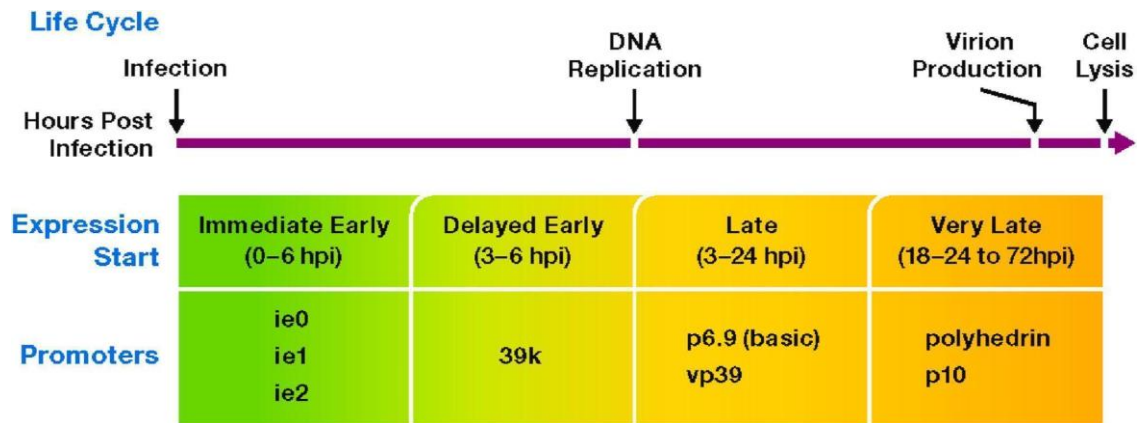 Life Cycle
Infection
DNA
Replication
Virion
Production
Cell
Lysis
Hours Post
Infection
Expression
Start
Immediate Early
(0–6 hpi)
Delayed Early
(3–6 hpi)
Late
(3–24 hpi)
Very Late
(18–24 to 72hpi)
Promoters
ie0
ie1
ie2
39k
p6.9 (basic)
vp39
polyhedrin
p10